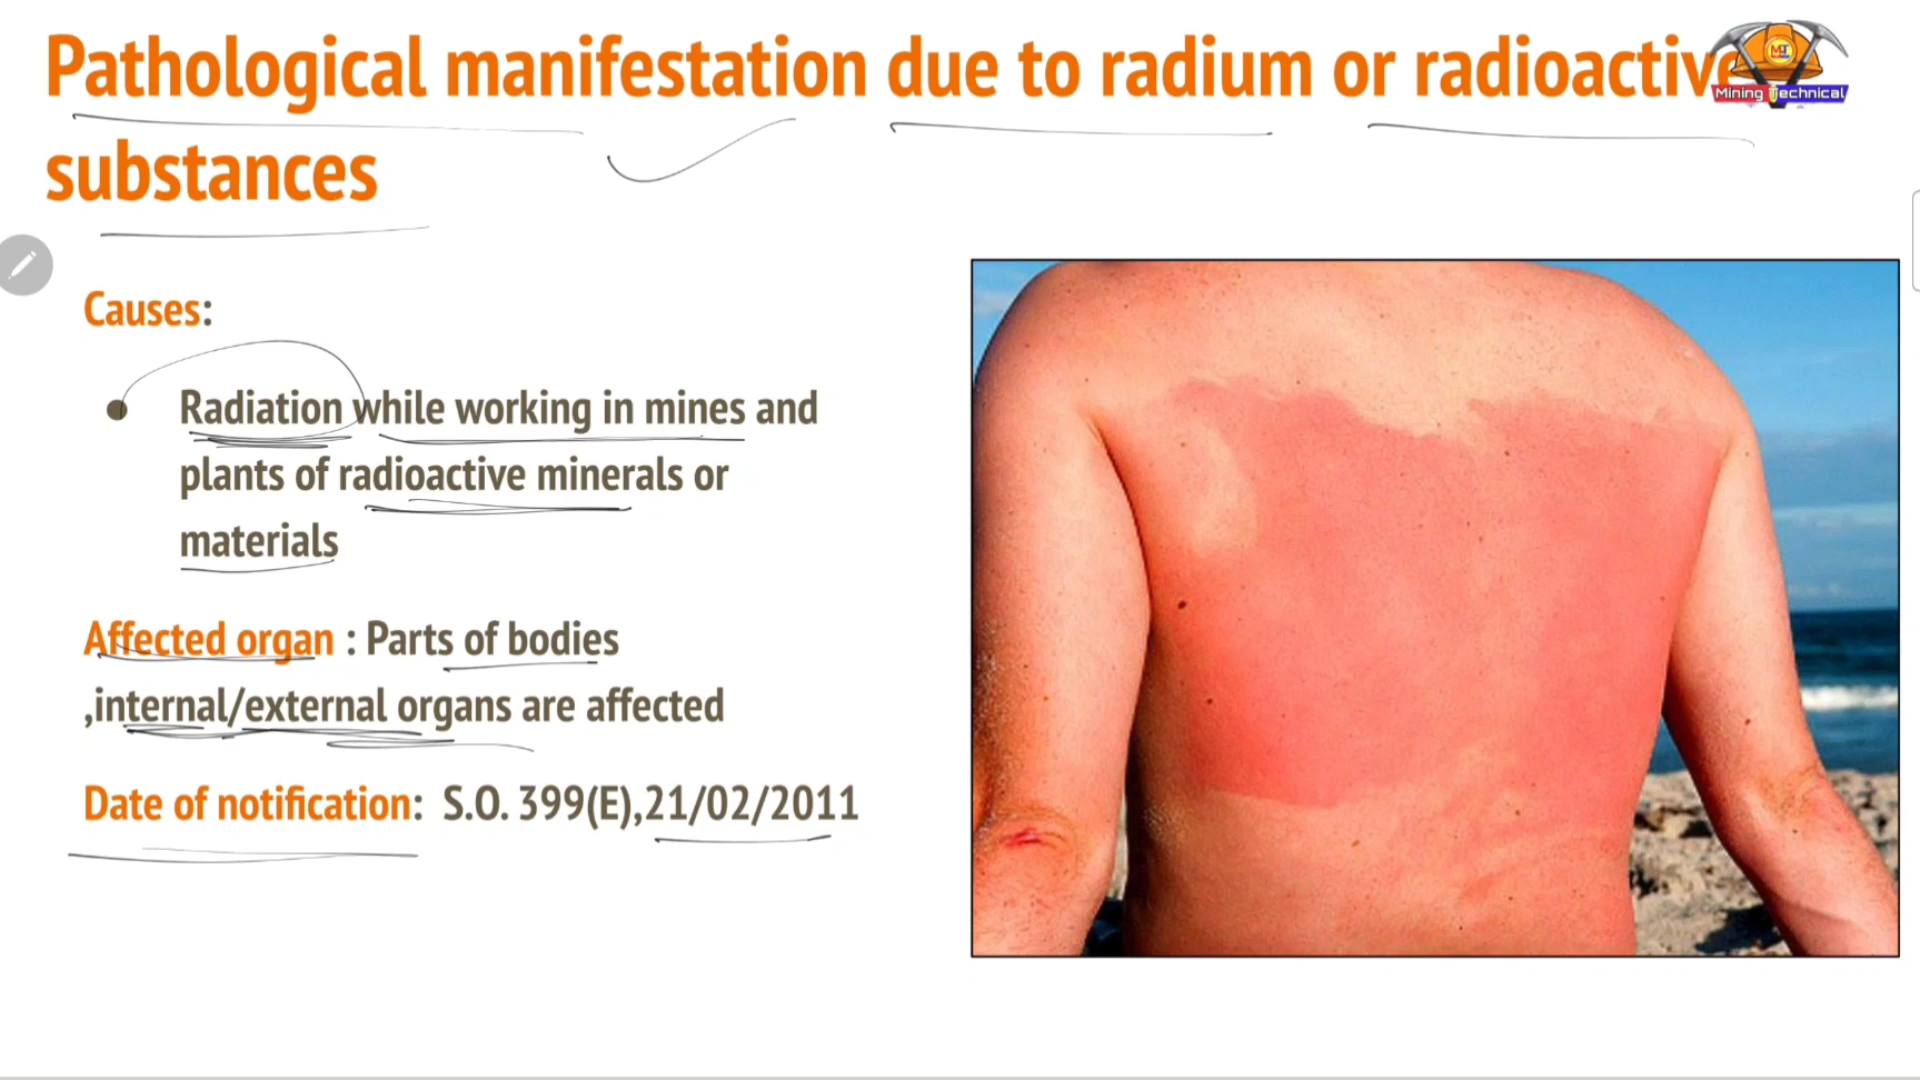 Pathological manifestation due to radium or radioactive
substances
MT
Mining Technical
Causes:
Radiation while working in mines and
plants of radioactive minerals or
materials
Affected organ : Parts of bodies
,internal/external organs are affected
Date of notification: S.O. 399(E),21/02/2011